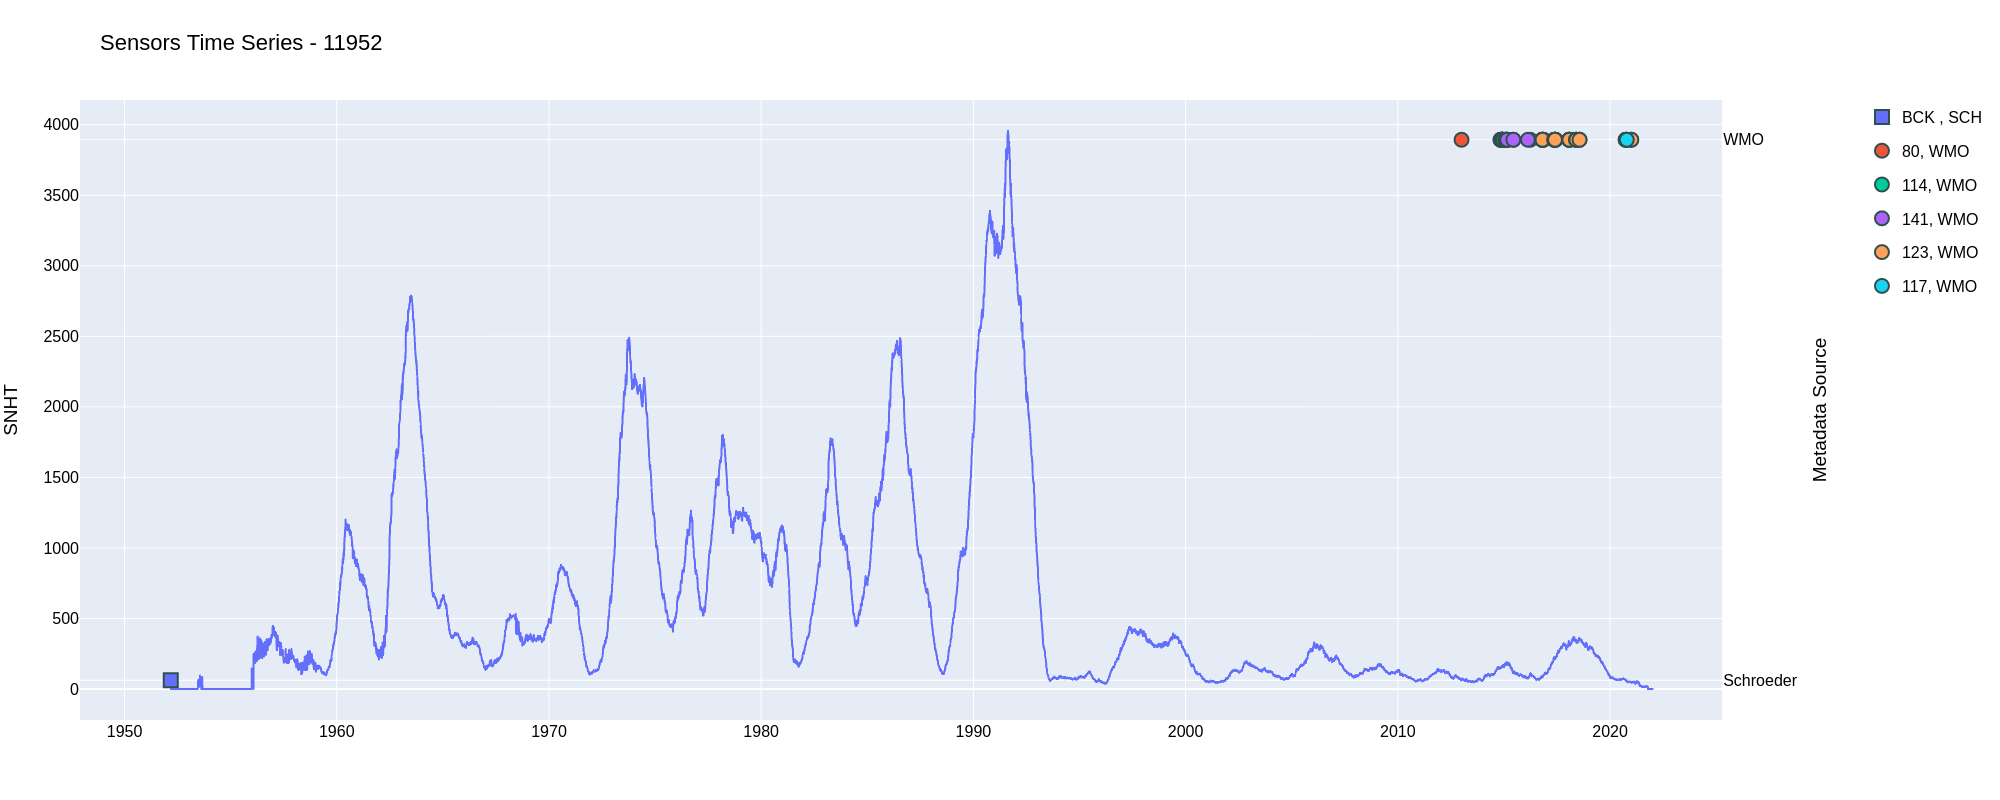 Sensors Time Series - 11952
BCK , SCH
80, WMO
114, WMO
141, WMO
123, WMO
117, WMO
4000
3500
3000
2500
2000
1500
1000
500
0
SNHT
WMO
Schroeder
Metadata Source
1950
1960
1970
1980
1990
2000
2010
2020